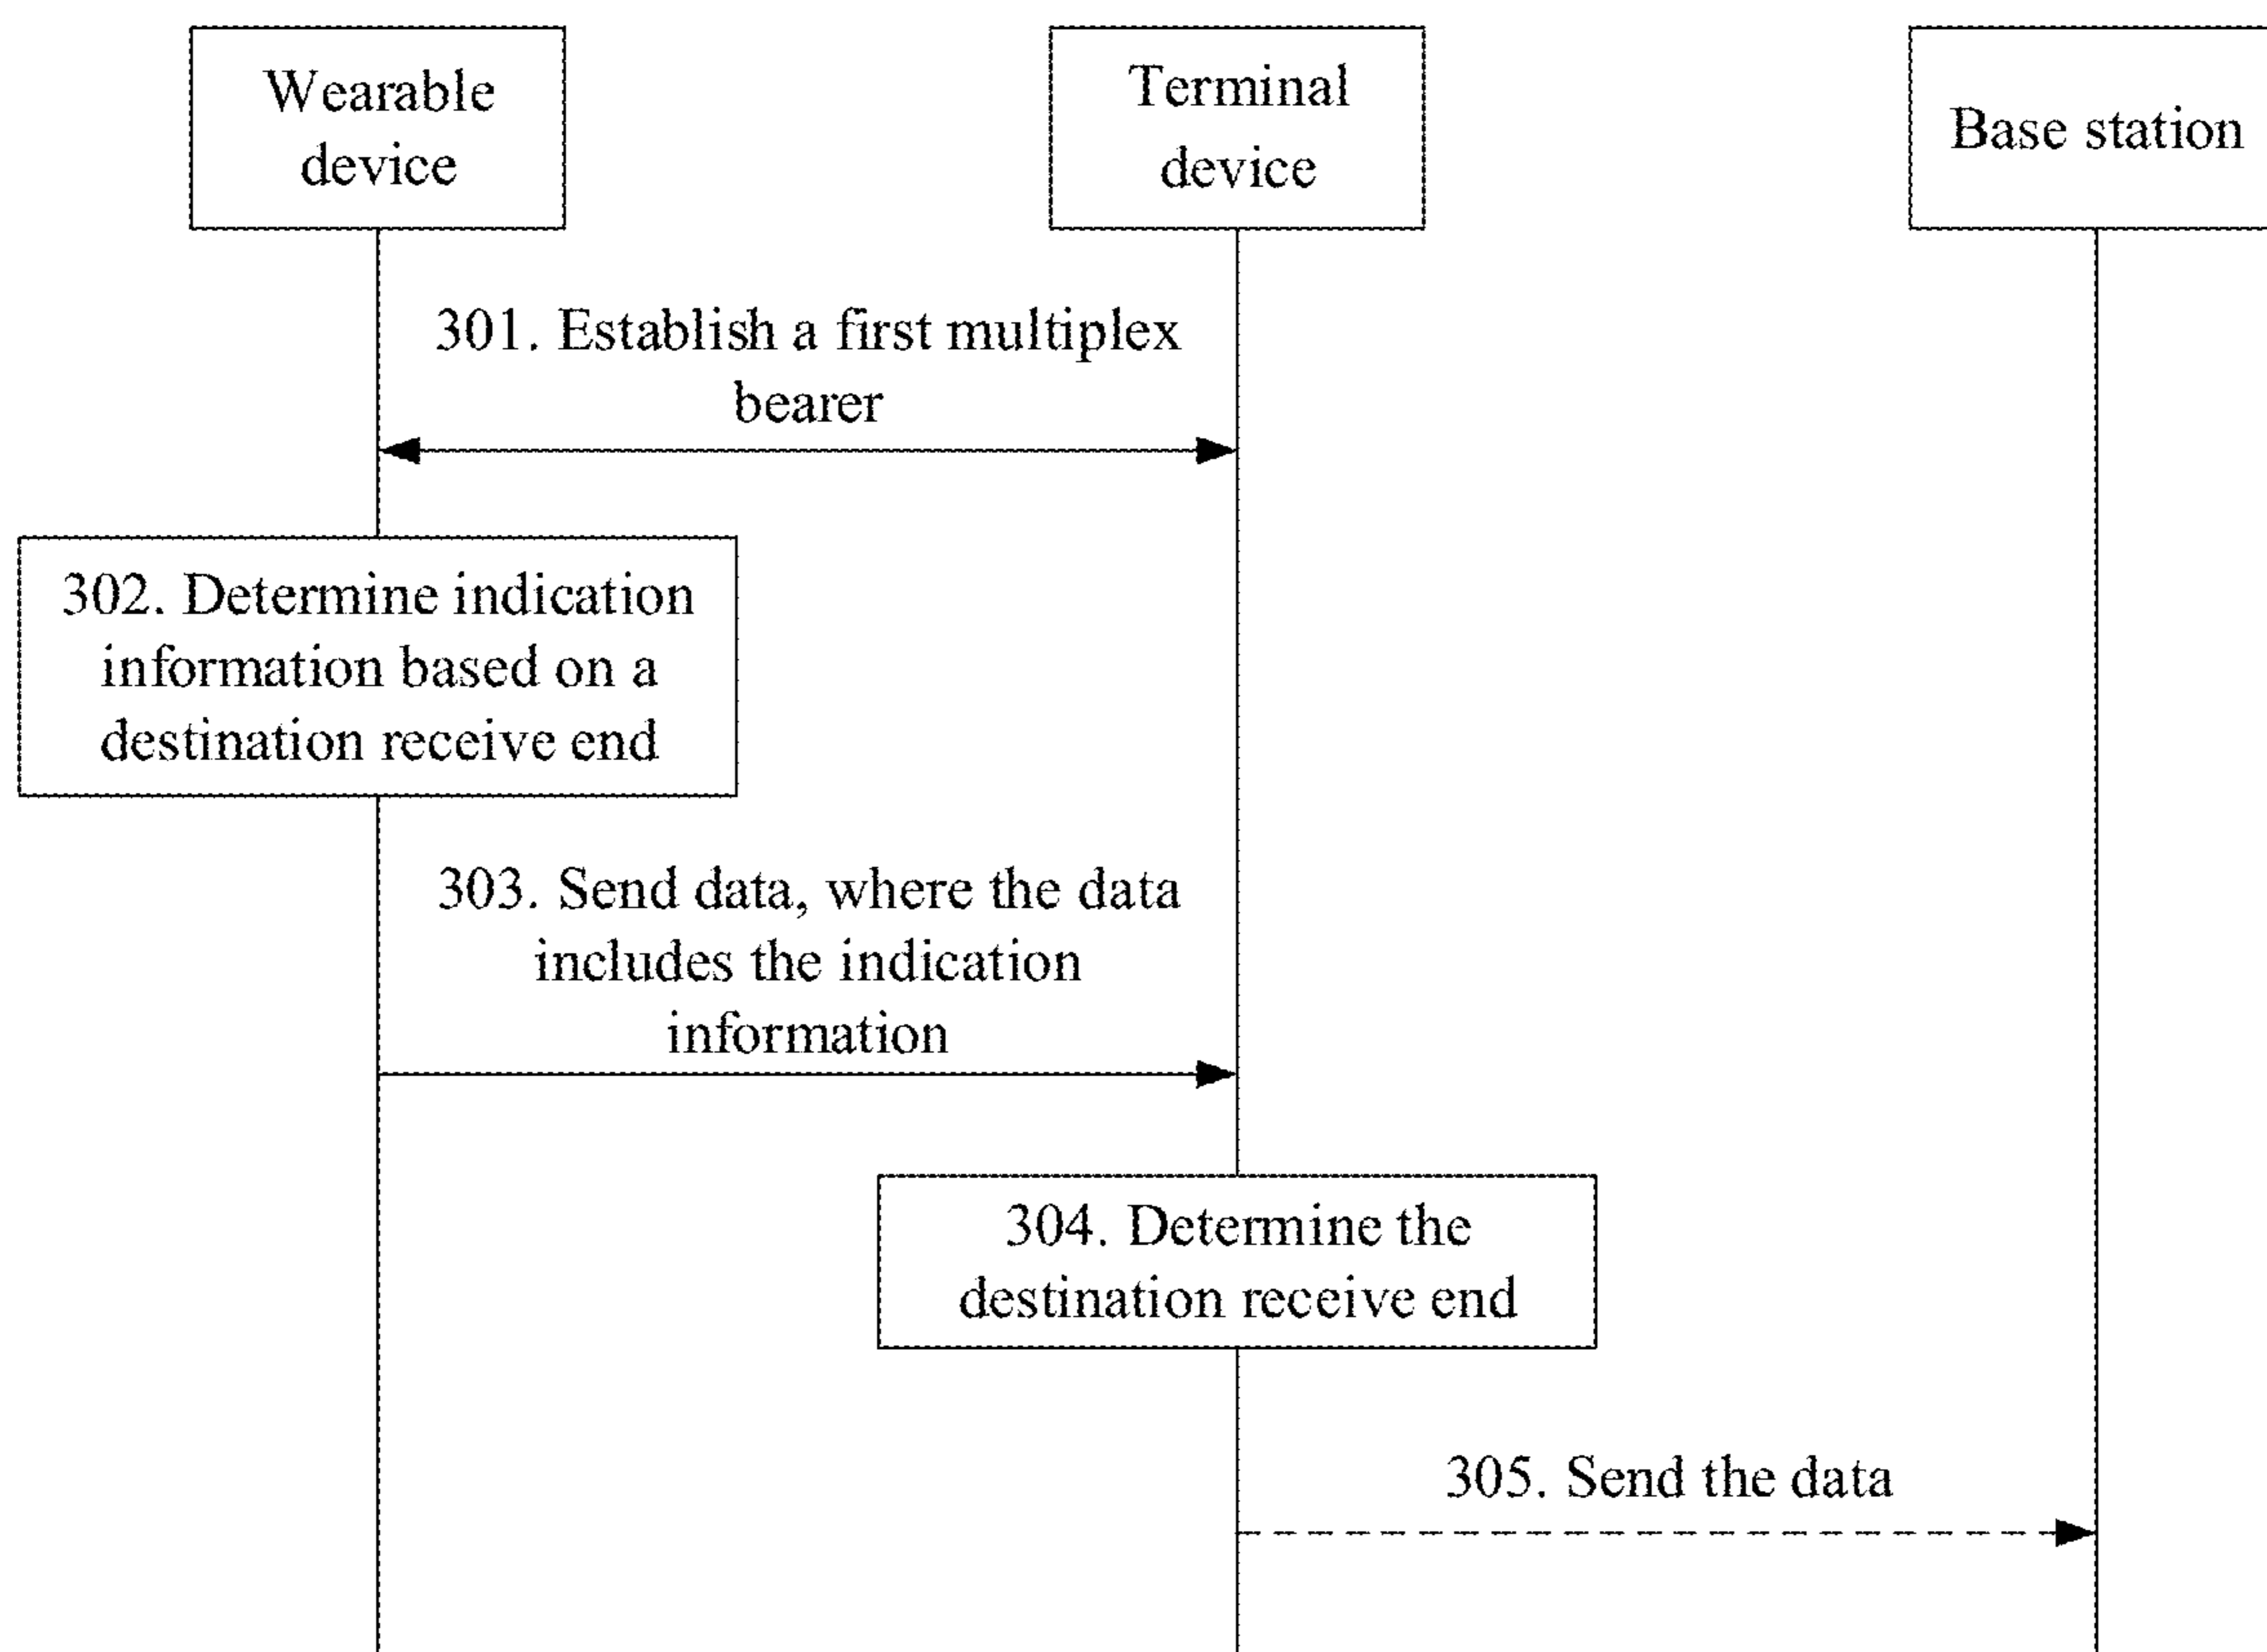 Wearable
device
Terminal
device
Base station
301. Establish a first multiplex
bearer
302. Determine indication
information based on a
destination receive end
303. Send data, where the data
includes the indication
information
304. Determine the
destination receive end
305. Send the data